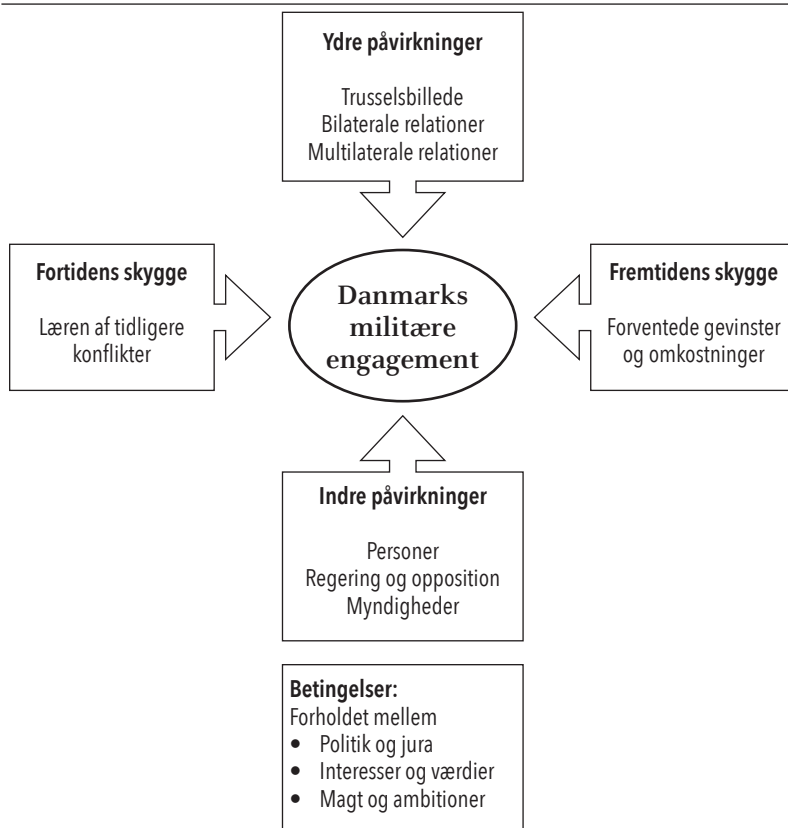 Ydre påvirkninger
Trusselsbillede
Bilaterale relationer
Multilaterale relationer
Fortidens skygge
Læren af tidligere
konflikter
Danmarks
militære
engagement
Fremtidens skygge
Forventede gevinster
og omkostninger
Indre påvirkninger
Personer
Regering og opposition
Myndigheder
Betingelser:
Forholdet mellem
• Politik og jura
• Interesser og værdier
• Magt og ambitioner